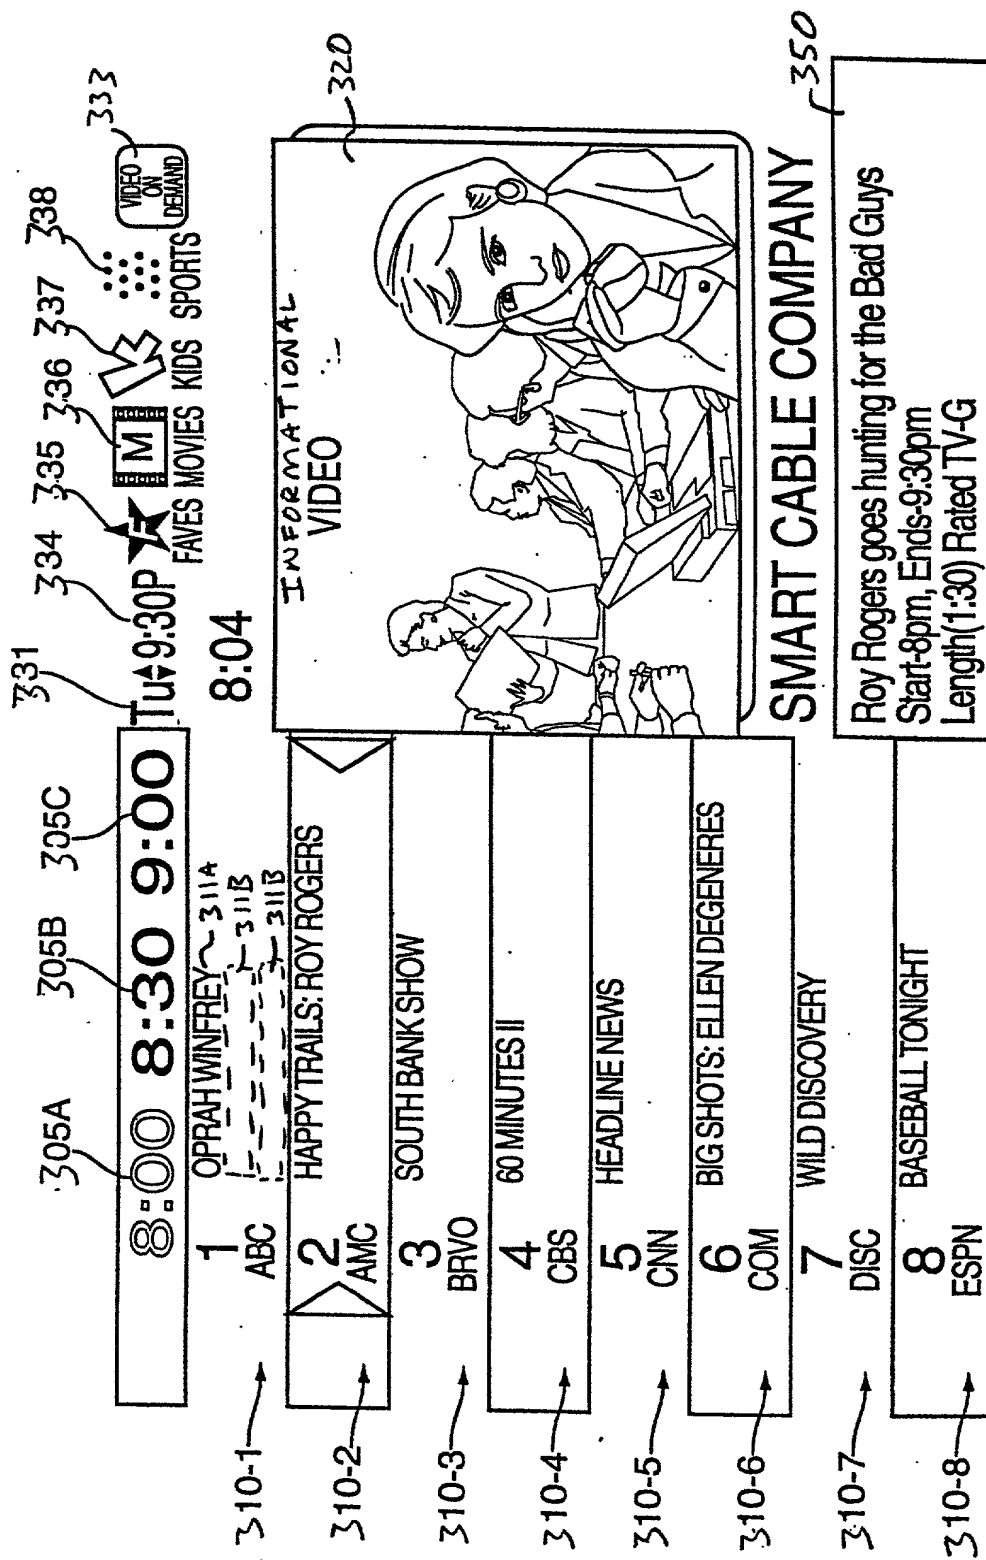 305A
305B
305C
331
334
335
336
337
338
333
8:00 8:30 9:00
Tu 9:30P
F
FAVES
M
MOVIES
KIDS
SPORTS
VIDEO
ON
DEMAND
8:04
310-1
1
ABC
OPRAH WINFREY
311A
311B
311B
310-2
2
AMC
HAPPY TRAILS: ROY ROGERS
310-3
3
BRVO
SOUTH BANK SHOW
310-4
4
CBS
60 MINUTES II
310-5
5
CNN
HEADLINE NEWS
310-6
6
COM
BIG SHOTS: ELLEN DEGENERES
310-7
7
DISC
WILD DISCOVERY
310-8
8
ESPN
BASEBALL TONIGHT
INFORMATIONAL
VIDEO
320
SMART CABLE COMPANY
350
Roy Rogers goes hunting for the Bad Guys
Start-8pm, Ends-9:30pm
Length(1:30) Rated TV-G